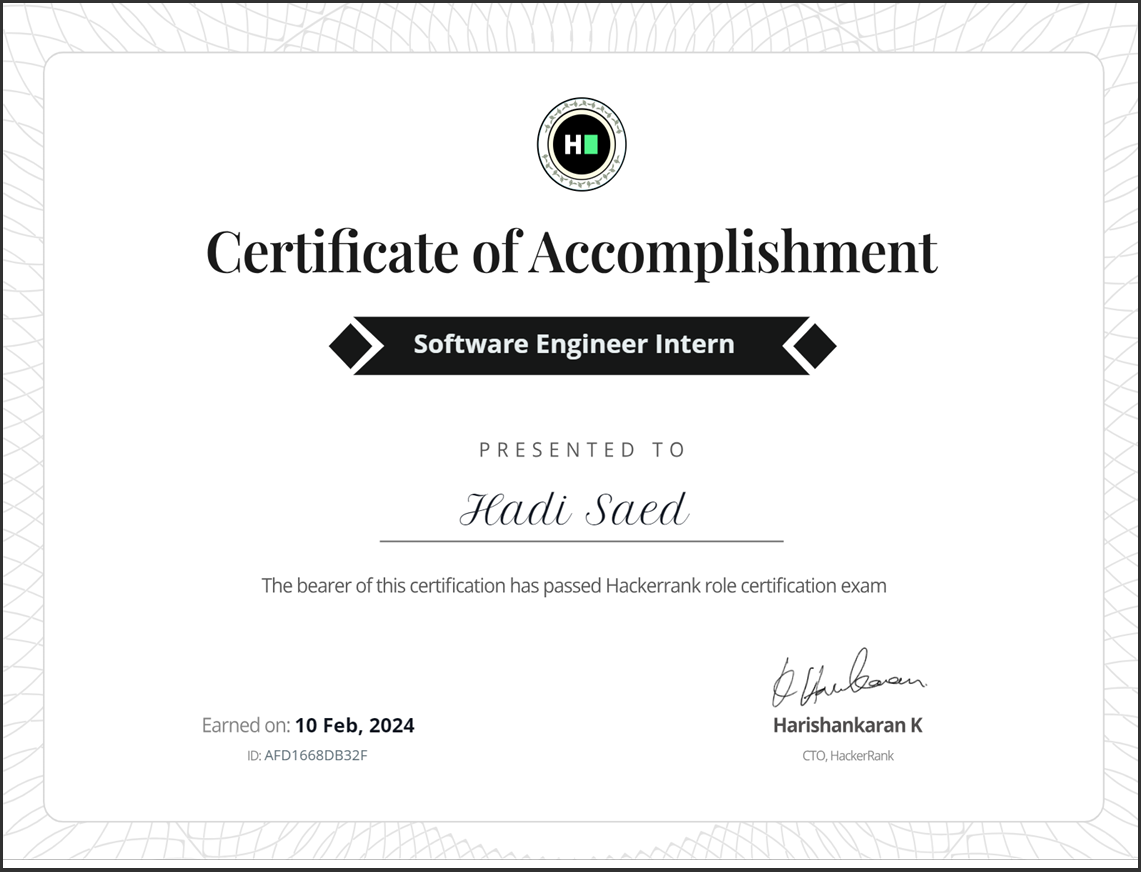 H
Certificate of Accomplishment
Software Engineer Intern
PRESENTED TO
Hadi Saed
The bearer of this certification has passed Hackerrank role certification exam
Earned on: 10 Feb, 2024
ID: AFD1668DB32F
Harishankaran K
CTO, HackerRank